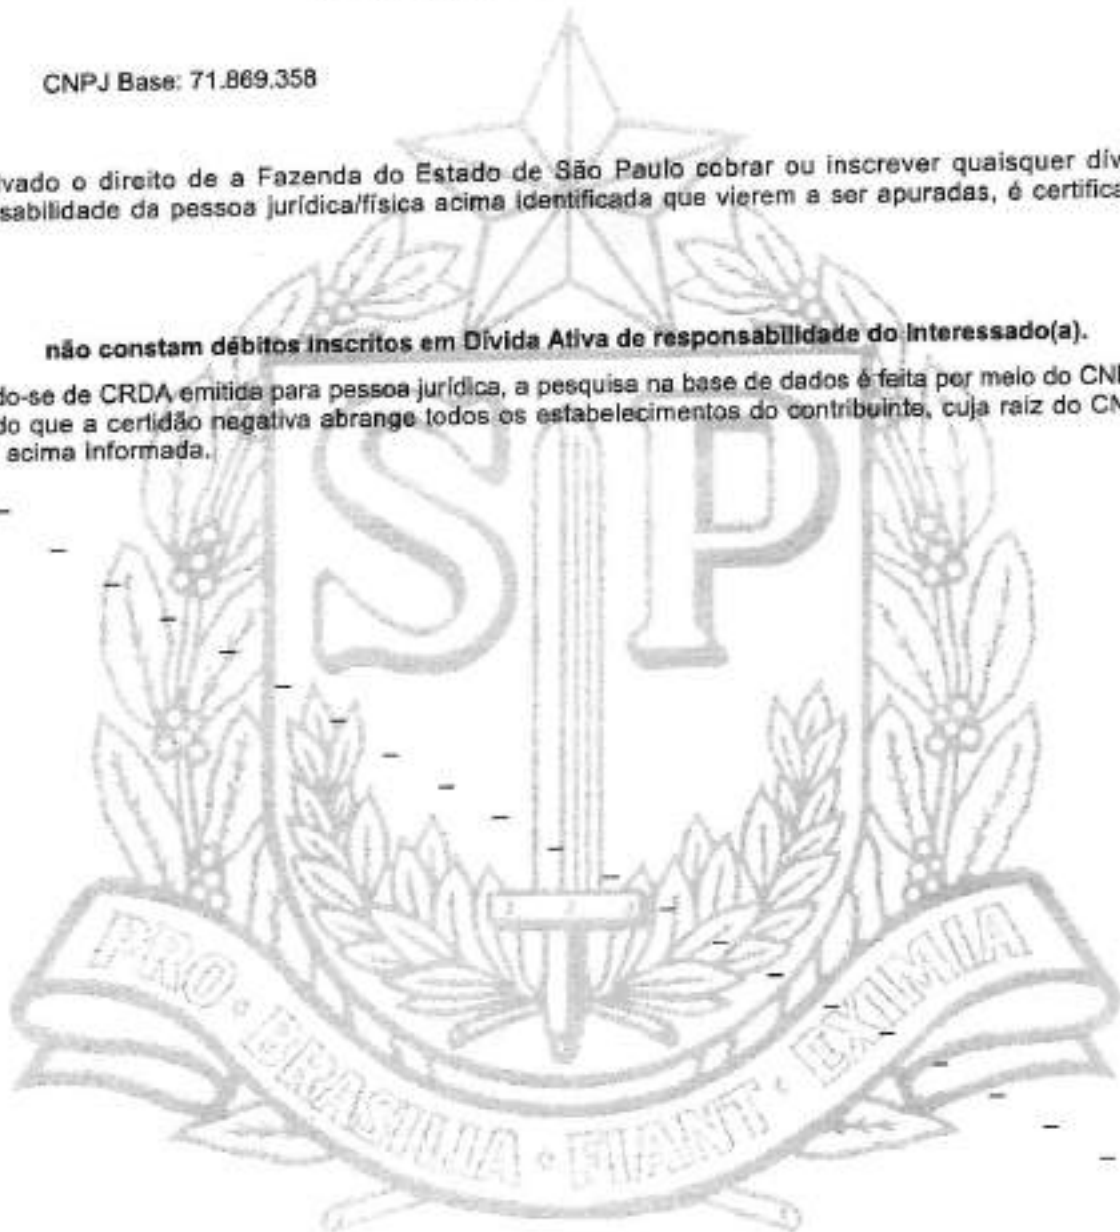 CNPJ Base: 71.869.358
vado o direito de a Fazenda do Estado de São Paulo cobrar ou inscrever quaisquer dív
sabilidade da pessoa jurídica/física acima identificada que vierem a ser apuradas, é certifica
não constam débitos inscritos em Dívida Ativa de responsabilidade do Interessado(a).
do-se de CRDA emitida para pessoa jurídica, a pesquisa na base de dados é feita por meio do CN
do que a certidão negativa abrange todos os estabelecimentos do contribuinte, cuja raiz do CN
acima informada.
SP
PRO · BRASILIA · FIANT · EXIMIA